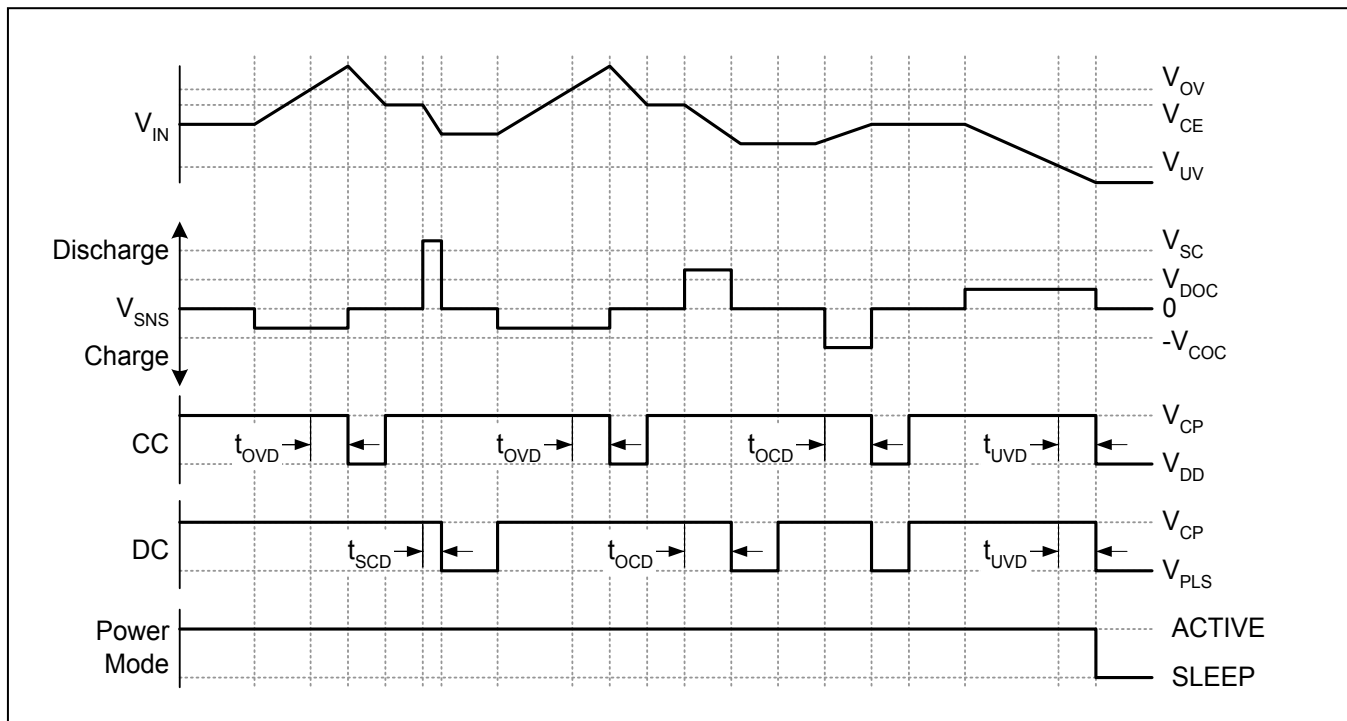 V_IN
V_OV
V_CE
V_UV
Discharge
V_SNS
Charge
V_SC
V_DOC
0
-V_COC
CC
t_OVD
t_OVD
t_OCD
t_UVD
V_CP
V_DD
DC
t_SCD
t_OCD
t_UVD
V_CP
V_PLS
Power
Mode
ACTIVE
SLEEP